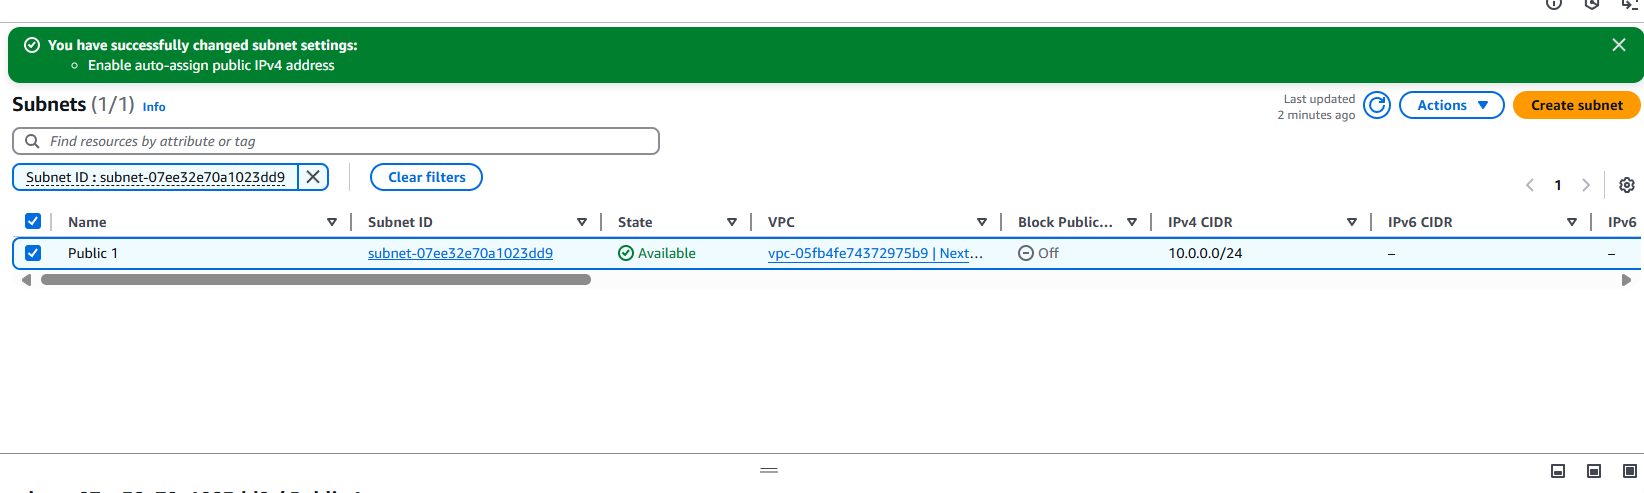 You have successfully changed subnet settings:
Enable auto-assign public IPv4 address
Subnets (1/1) Info
Last updated
2 minutes ago
Actions
Create subnet
Find resources by attribute or tag
Subnet ID : subnet-07ee32e70a1023dd9
Clear filters
1
Name Subnet ID State VPC Block Public... IPv4 CIDR IPv6 CIDR IPv6
Public 1 subnet-07ee32e70a1023dd9 Available vpc-05fb4fe74372975b9 | Next... Off 10.0.0.0/24 – –